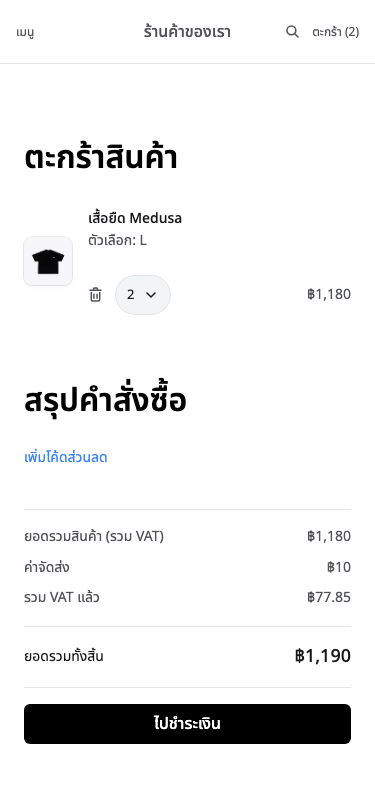 เมนู
ร้านค้าของเรา
ตะกร้า (2)
ตะกร้าสินค้า
เสื้อยืด Medusa
ตัวเลือก: L
2
฿1,180
สรุปคำสั่งซื้อ
เพิ่มโค้ดส่วนลด
ยอดรวมสินค้า (รวม VAT) ฿1,180
ค่าจัดส่ง ฿10
รวม VAT แล้ว ฿77.85
ยอดรวมทั้งสิ้น ฿1,190
ไปชำระเงิน